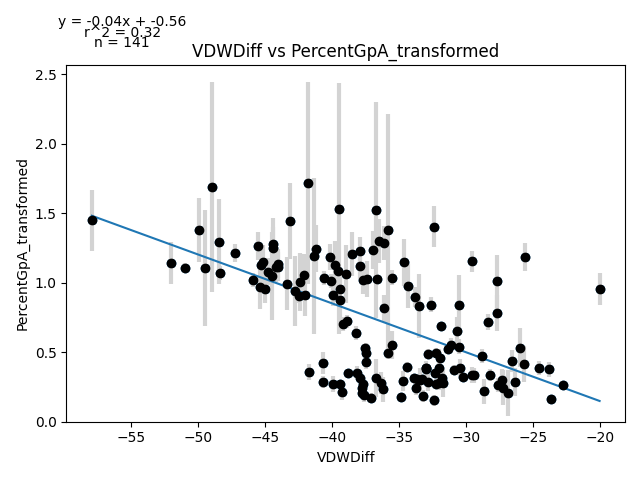 y = -0.04x + -0.56
r^2 = 0.32
n = 141
VDWDiff vs PercentGpA_transformed
PercentGpA_transformed
2.5
2.0
1.5
1.0
0.5
0.0
−55
−50
−45
−40
−35
−30
−25
−20
VDWDiff